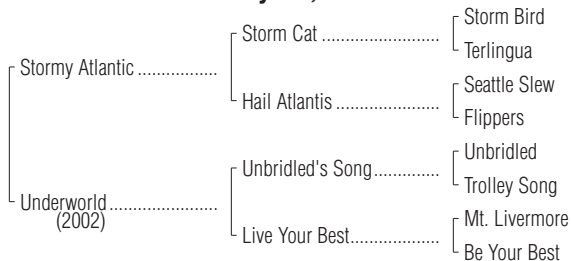 Storm Bird
Storm Cat ........................
Terlingua
Stormy Atlantic ................
Seattle Slew
Hail Atlantis .....................
Flippers
Unbridled
Unbridled's Song..............
Trolley Song
Underworld.....................
(2002)
Mt. Livermore
Live Your Best..................
Be Your Best